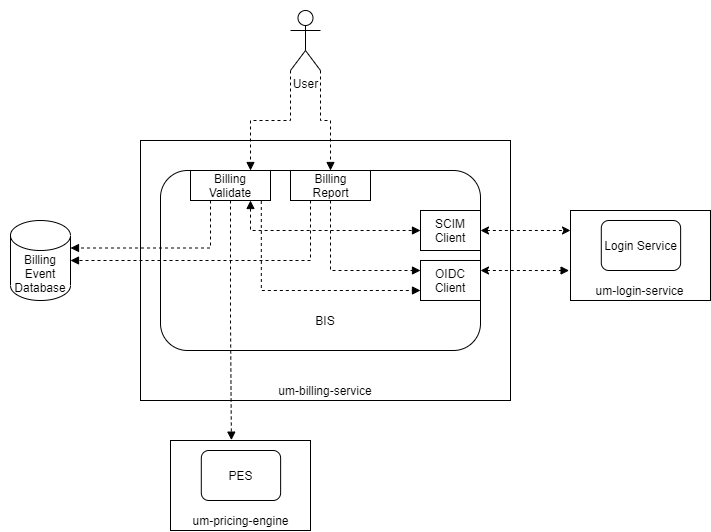 User
Billing
Validate
Billing
Report
SCIM
Client
Login Service
Billing
Event
Database
OIDC
Client
um-login-service
BIS
um-billing-service
PES
um-pricing-engine